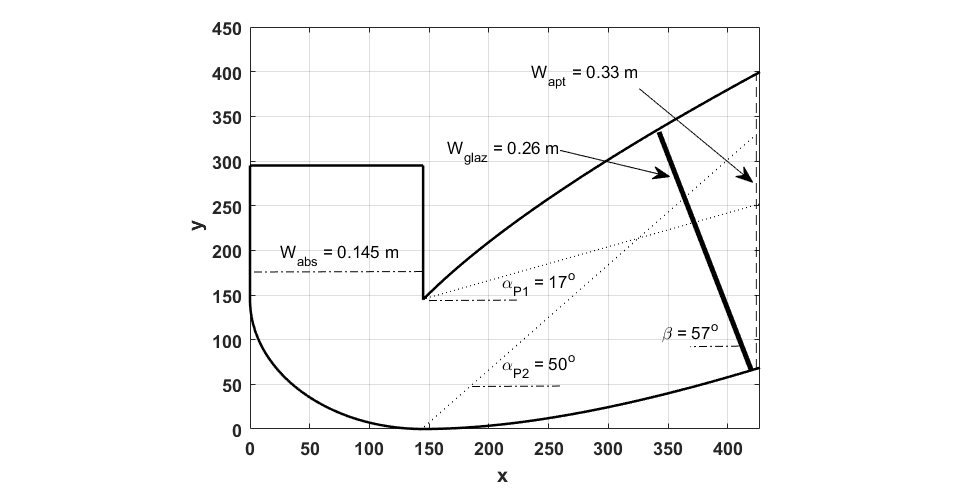 450
400
350
300
250
200
150
100
50
0
y
W_apt = 0.33 m
W_glaz = 0.26 m
W_abs = 0.145 m
α_P1 = 17°
β = 57°
α_P2 = 50°
0 50 100 150 200 250 300 350 400
x